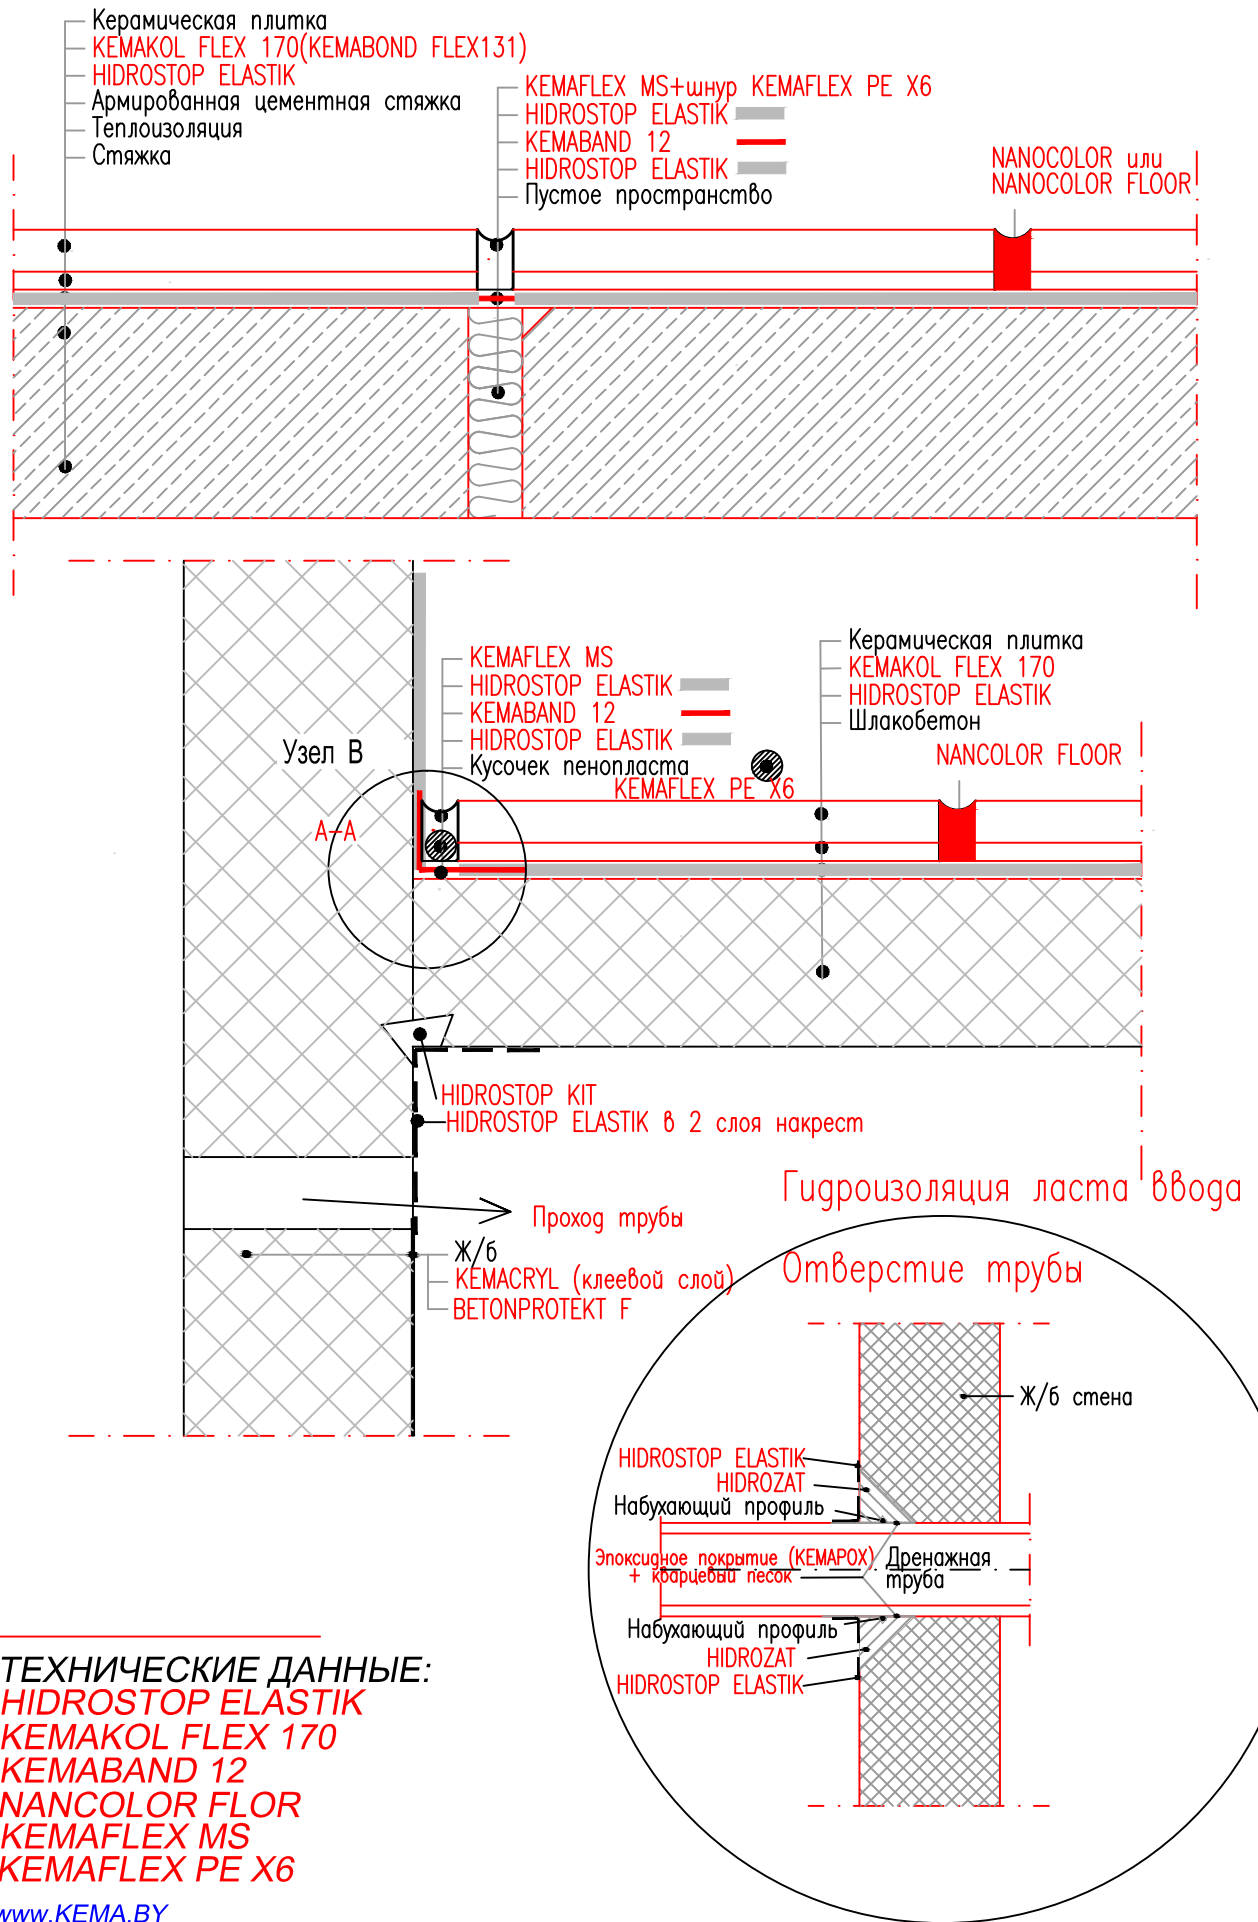 Керамическая плитка
KEMAKOL FLEX 170(KEMABOND FLEX131)
HIDROSTOP ELASTIK
Армированная цементная стяжка
Теплоизоляция
Стяжка
KEMAFLEX MS+шнур KEMAFLEX PE X6
HIDROSTOP ELASTIK
KEMABAND 12
HIDROSTOP ELASTIK
Пустое пространство
NANOCOLOR или
NANOCOLOR FLOOR
Узел В
А-А
KEMAFLEX MS
HIDROSTOP ELASTIK
KEMABAND 12
HIDROSTOP ELASTIK
Кусочек пенопласта
KEMAFLEX PE X6
Керамическая плитка
KEMAKOL FLEX 170
HIDROSTOP ELASTIK
Шлакобетон
NANCOLOR FLOOR
HIDROSTOP KIT
HIDROSTOP ELASTIK в 2 слоя накрест
Проход трубы
Ж/б
KEMACRYL (клеевой слой)
BETONPROTEKT F
Гидроизоляция ласта ввода
Отверстие трубы
Ж/б стена
HIDROSTOP ELASTIK
HIDROZAT
Набухающий профиль
Эпоксидное покрытие (KEMAPOX)
+ кварцевый песок
Дренажная
труба
Набухающий профиль
HIDROZAT
HIDROSTOP ELASTIK
ТЕХНИЧЕСКИЕ ДАННЫЕ:
HIDROSTOP ELASTIK
KEMAKOL FLEX 170
KEMABAND 12
NANCOLOR FLOR
KEMAFLEX MS
KEMAFLEX PE X6
www.KEMA.BY